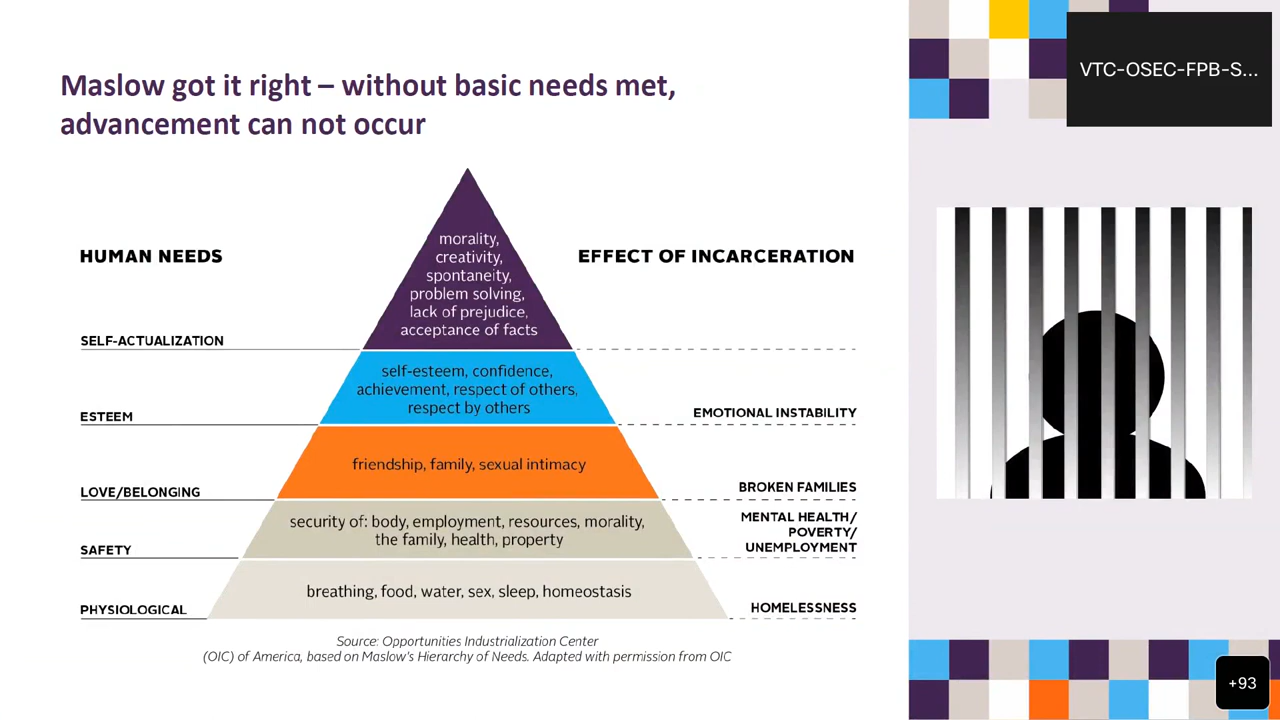 Maslow got it right – without basic needs met,
advancement can not occur
VTC-OSEC-FPB-S...
HUMAN NEEDS
EFFECT OF INCARCERATION
morality,
creativity,
spontaneity,
problem solving,
lack of prejudice,
acceptance of facts
SELF-ACTUALIZATION
self-esteem, confidence,
achievement, respect of others,
respect by others
ESTEEM
EMOTIONAL INSTABILITY
friendship, family, sexual intimacy
LOVE/BELONGING
BROKEN FAMILIES
security of: body, employment, resources, morality,
the family, health, property
SAFETY
MENTAL HEALTH/
POVERTY/
UNEMPLOYMENT
breathing, food, water, sex, sleep, homeostasis
PHYSIOLOGICAL
HOMELESSNESS
Source: Opportunities Industrialization Center
(OIC) of America, based on Maslow's Hierarchy of Needs. Adapted with permission from OIC
+93